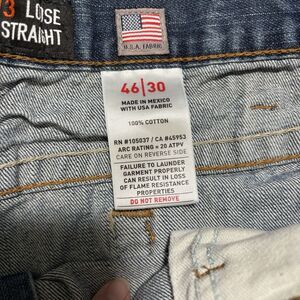 3 LOSE
STRAIGHT
U.S.A. FABRIC
46|30
MADE IN MEXICO
WITH USA FABRIC
100% COTTON
RN #105037 / CA #45953
ARC RATING = 20 ATPV
CARE ON REVERSE SIDE
FAILURE TO LAUNDER
GARMENT PROPERLY
CAN RESULT IN LOSS
OF FLAME RESISTANCE
PROPERTIES
DO NOT REMOVE